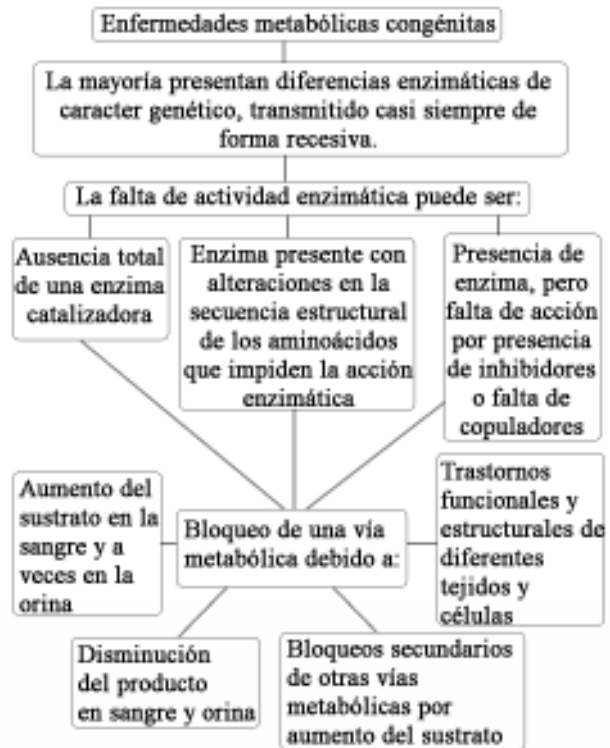 Enfermedades metabólicas congénitas
La mayoría presentan diferencias enzimáticas de
caracter genético, transmitido casi siempre de
forma recesiva.
La falta de actividad enzimática puede ser:
Ausencia total
de una enzima
catalizadora
Enzima presente con
alteraciones en la
secuencia estructural
de los aminoácidos
que impiden la acción
enzimática
Presencia de
enzima, pero
falta de acción
por presencia
de inhibidores
o falta de
copuladores
Aumento del
sustrato en la
sangre y a
veces en la
orina
Bloqueo de una vía
metabólica debido a:
Trastornos
funcionales y
estructurales de
diferentes
tejidos y
células
Disminución
del producto
en sangre y orina
Bloqueos secundarios
de otras vías
metabólicas por
aumento del sustrato